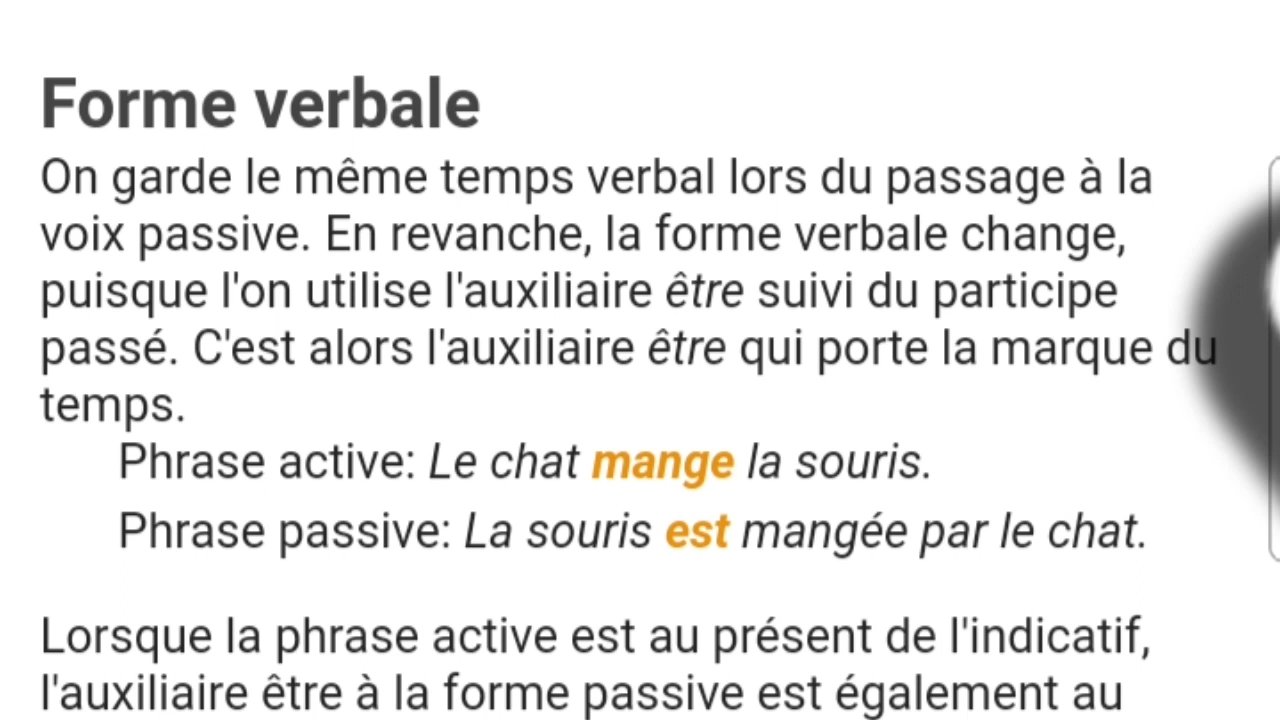 Forme verbale
On garde le même temps verbal lors du passage à la
voix passive. En revanche, la forme verbale change,
puisque l'on utilise l'auxiliaire être suivi du participe
passé. C'est alors l'auxiliaire être qui porte la marque du
temps.
Phrase active: Le chat mange la souris.
Phrase passive: La souris est mangée par le chat.
Lorsque la phrase active est au présent de l'indicatif,
l'auxiliaire être à la forme passive est également au